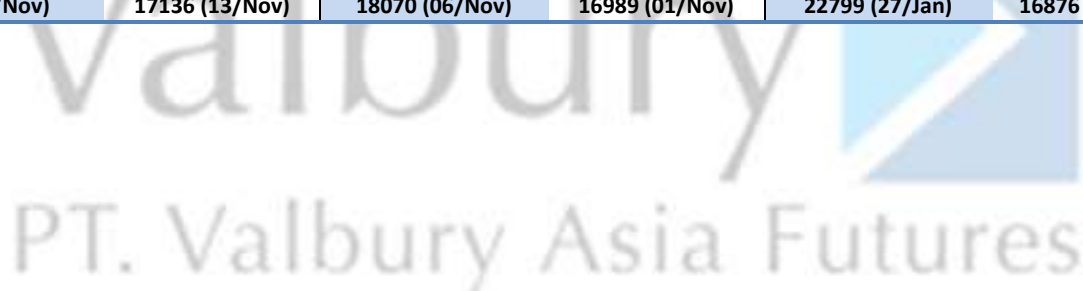 /Nov) 17136 (13/Nov) 18070 (06/Nov) 16989 (01/Nov) 22799 (27/Jan) 16876
Valbury
PT. Valbury Asia Futures